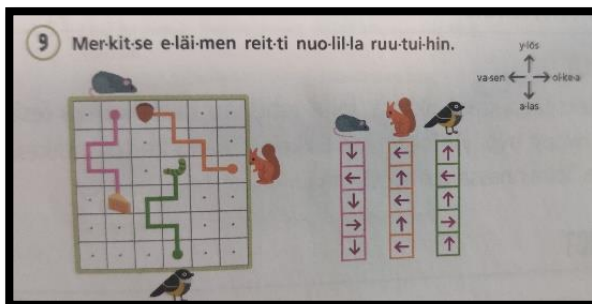 9 Mer·kit·se e·läi·men reit·ti nuo·lil·la ruu·tui·hin.
y·lös
va·sen oi·ke·a
a·las